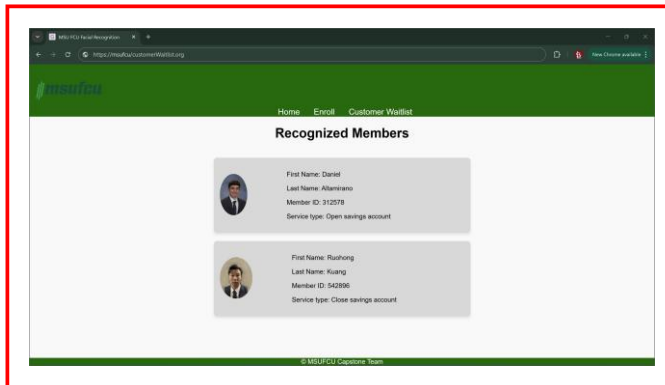 MSU FCU Facial Recognition
https://msufcu/customerWaitlist.org
New Chrome available
msufcu
Home Enroll Customer Waitlist
Recognized Members
First Name: Daniel
Last Name: Altamirano
Member ID: 312578
Service type: Open savings account
First Name: Ruohong
Last Name: Kuang
Member ID: 542896
Service type: Close savings account
© MSUFCU Capstone Team